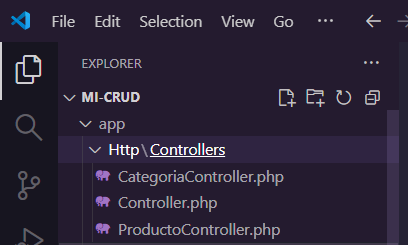 File Edit Selection View Go ...
EXPLORER ...
MI-CRUD
app
Http\Controllers
CategoriaController.php
Controller.php
ProductoController.php